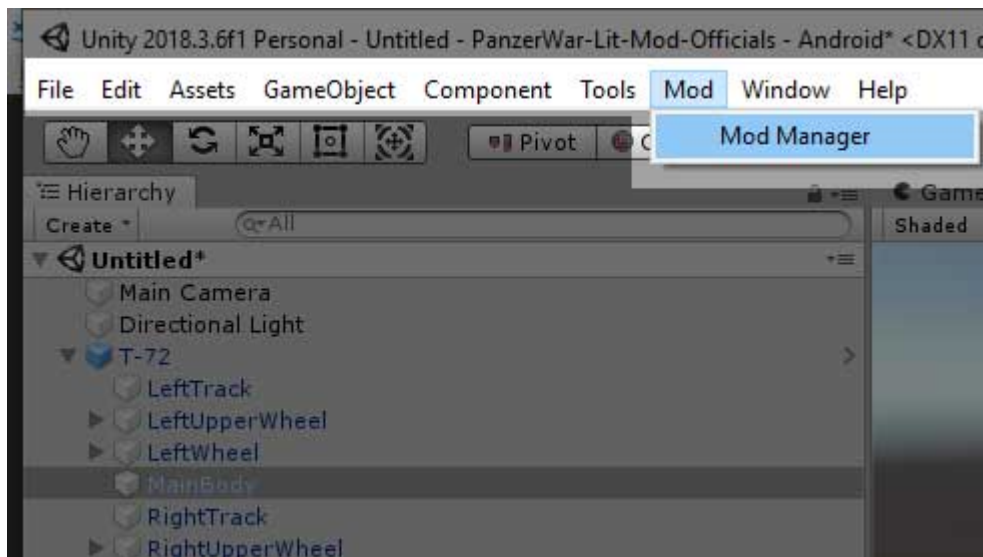 Unity 2018.3.6f1 Personal - Untitled - PanzerWar-Lit-Mod-Officials - Android* <DX11
File Edit Assets GameObject Component Tools Mod Window Help
Mod Manager
Pivot
Hierarchy
Game
Create
All
Shaded
Untitled*
Main Camera
Directional Light
T-72
LeftTrack
LeftUpperWheel
LeftWheel
MainBody
RightTrack
RightUpperWheel